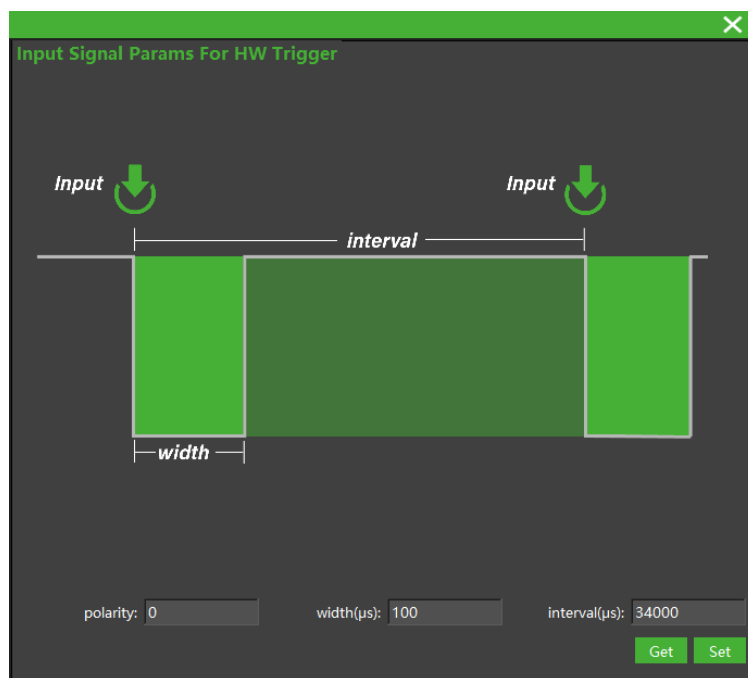 Input Signal Params For HW Trigger
Input Input
interval
width
polarity: 0 width(μs): 100 interval(μs): 34000
Get Set